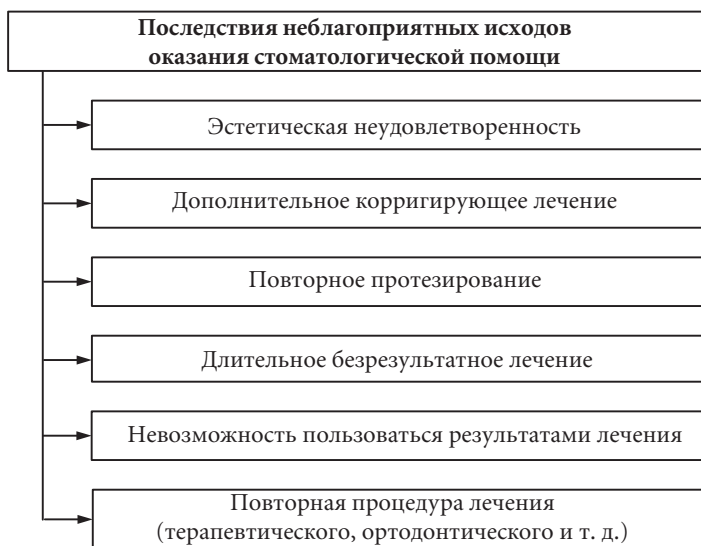 Последствия неблагоприятных исходов
оказания стоматологической помощи
Эстетическая неудовлетворенность
Дополнительное корригирующее лечение
Повторное протезирование
Длительное безрезультатное лечение
Невозможность пользоваться результатами лечения
Повторная процедура лечения
(терапевтического, ортодонтического и т. д.)